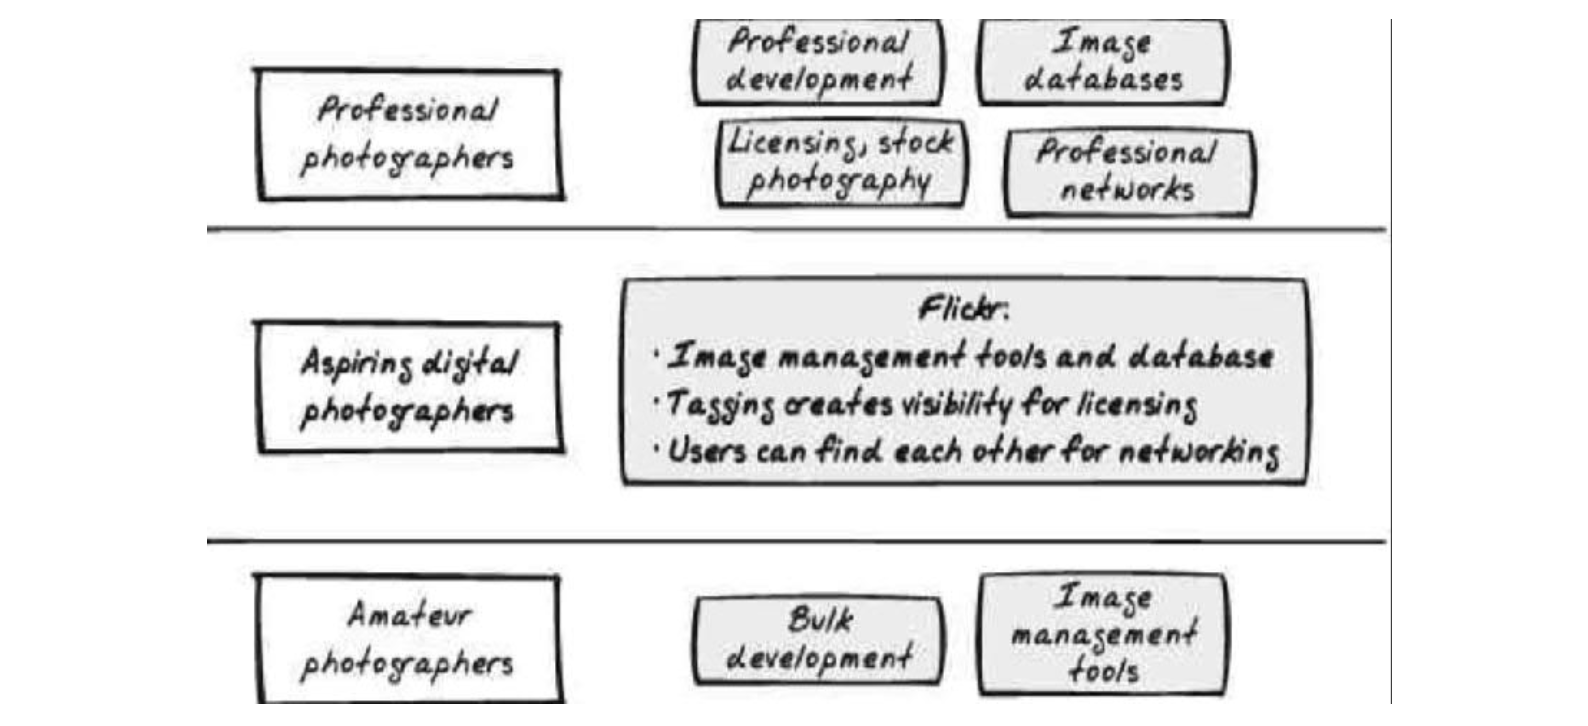 Professional
photographers
Professional
development
Image
databases
Licensing, stock
photography
Professional
networks
Aspiring digital
photographers
Flickr:
· Image management tools and database
· Tagging creates visibility for licensing
· Users can find each other for networking
Amateur
photographers
Bulk
development
Image
management
tools